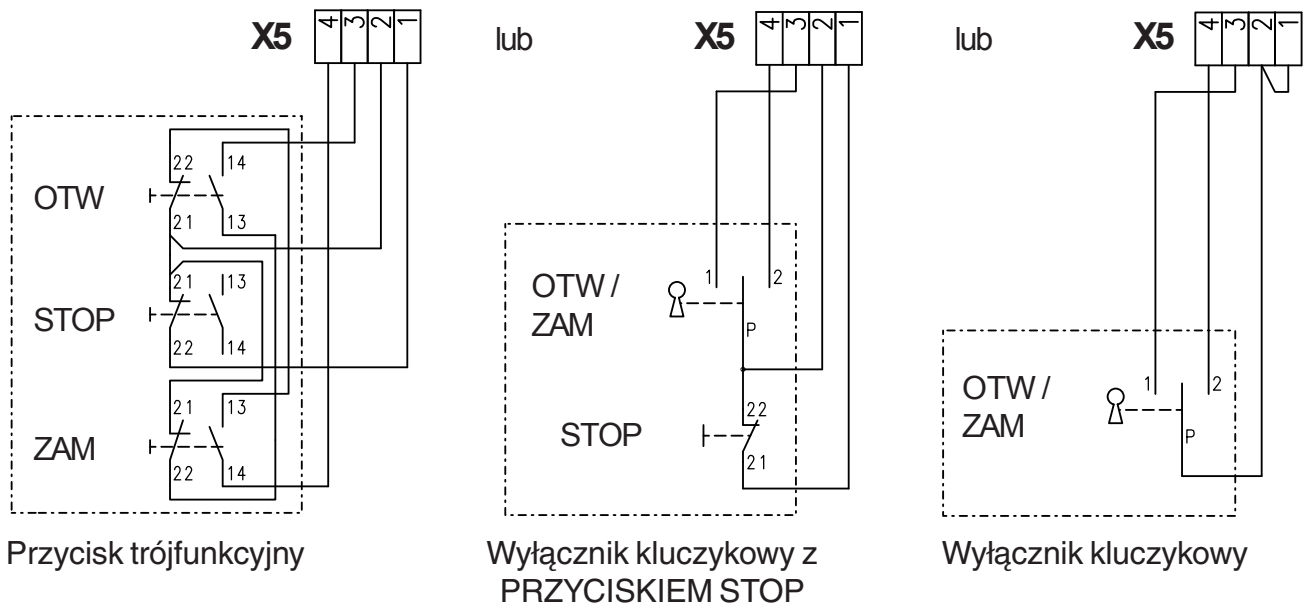 X5 4 3 2 1
lub
X5 4 3 2 1
lub
X5 4 3 2 1
22 14
OTW
21 13
21 13
STOP
22 14
21 13
ZAM
22 14
Przycisk trójfunkcyjny
1 2
OTW /
ZAM
P
22
STOP
21
Wyłącznik kluczykowy z
PRZYCISKIEM STOP
1 2
OTW /
ZAM
P
Wyłącznik kluczykowy